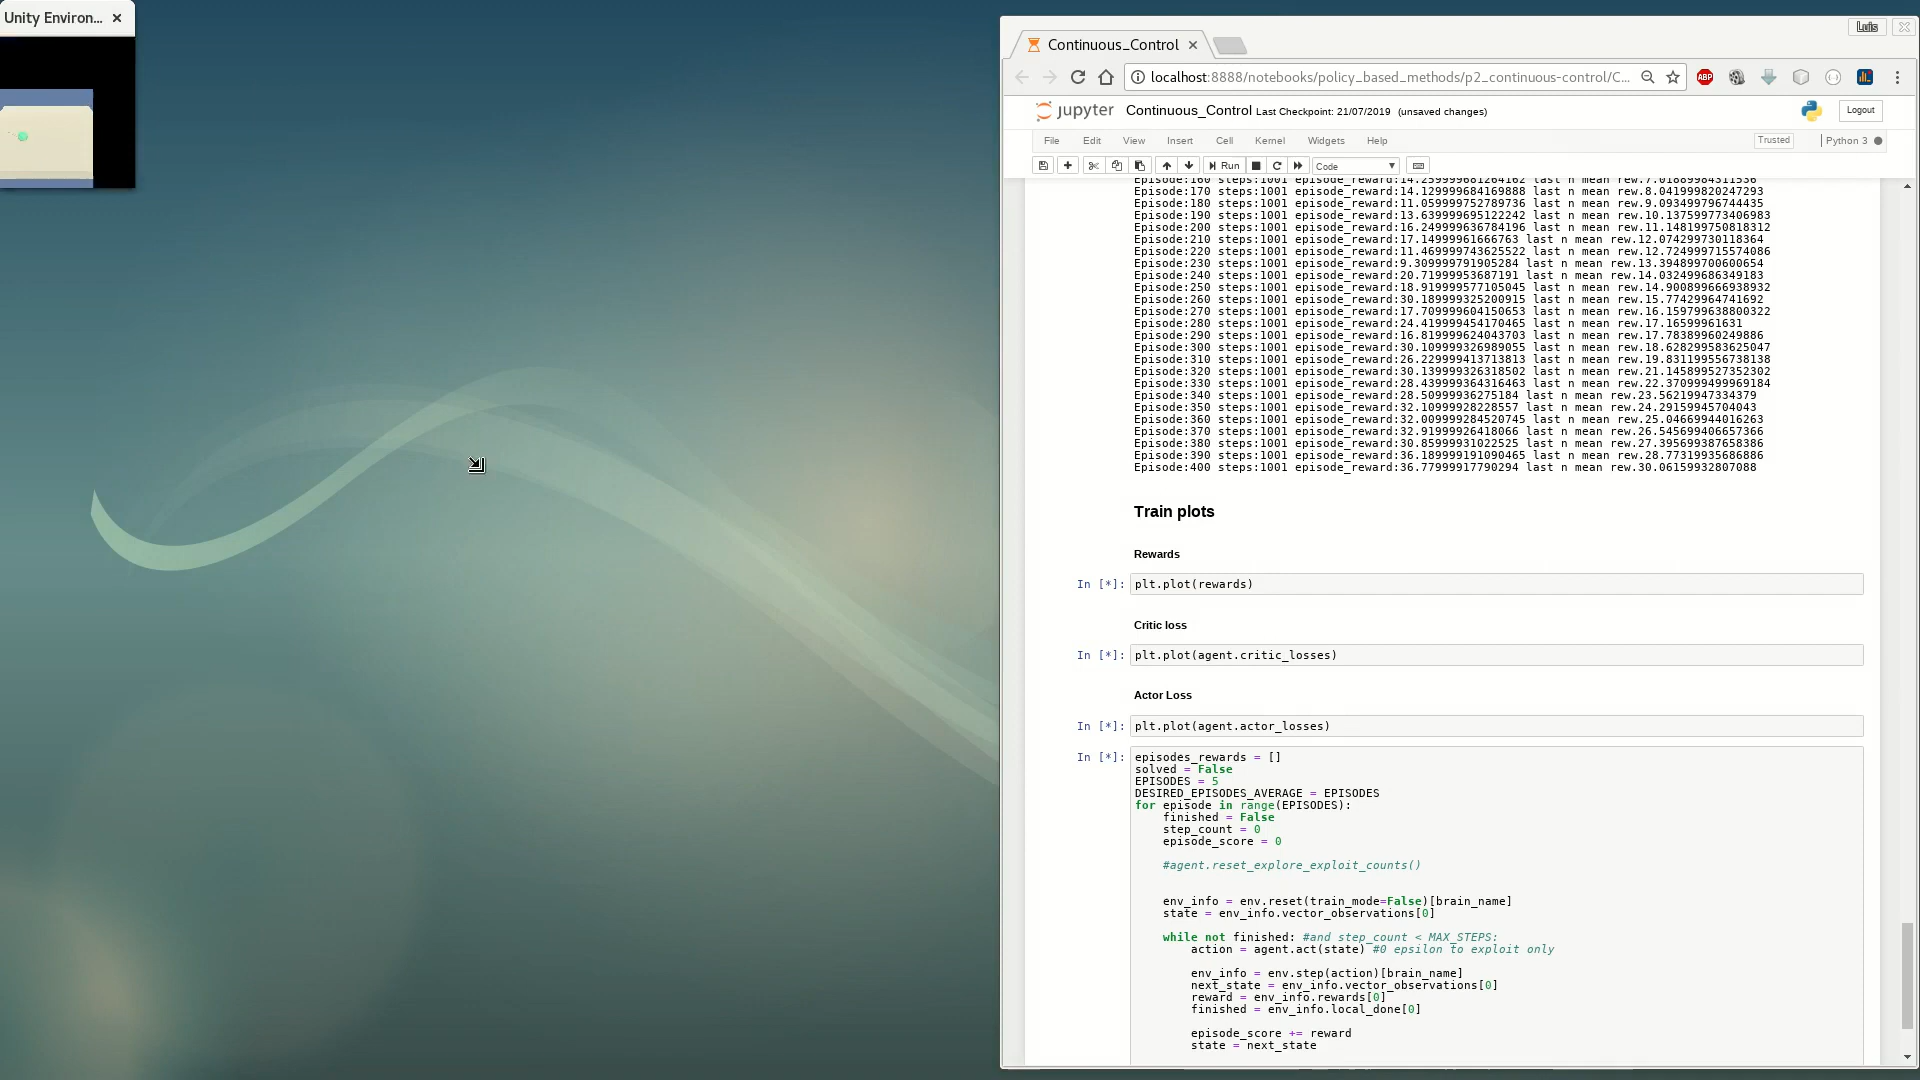 Unity Environ...
Luis
Continuous_Control
localhost:8888/notebooks/policy_based_methods/p2_continuous-control/C...
ABP
jupyter Continuous_Control Last Checkpoint: 21/07/2019 (unsaved changes)
Logout
File Edit View Insert Cell Kernel Widgets Help
Trusted
Python 3
Run
Code
Episode:160 steps:1001 episode_reward:14.259999681264162 last n mean rew.7.01889984311536
Episode:170 steps:1001 episode_reward:14.129999684169888 last n mean rew.8.041999820247293
Episode:180 steps:1001 episode_reward:11.059999752789736 last n mean rew.9.093499796744435
Episode:190 steps:1001 episode_reward:13.639999695122242 last n mean rew.10.137599773406983
Episode:200 steps:1001 episode_reward:16.249999636784196 last n mean rew.11.148199750818312
Episode:210 steps:1001 episode_reward:17.14999961666763 last n mean rew.12.074299730118364
Episode:220 steps:1001 episode_reward:11.469999743625522 last n mean rew.12.724999715574086
Episode:230 steps:1001 episode_reward:9.309999791905284 last n mean rew.13.394899700600654
Episode:240 steps:1001 episode_reward:20.71999953687191 last n mean rew.14.032499686349183
Episode:250 steps:1001 episode_reward:18.919999577105045 last n mean rew.14.900899666938932
Episode:260 steps:1001 episode_reward:30.189999325200915 last n mean rew.15.77429964741692
Episode:270 steps:1001 episode_reward:17.709999604150653 last n mean rew.16.159799638800322
Episode:280 steps:1001 episode_reward:24.419999454170465 last n mean rew.17.16599961631
Episode:290 steps:1001 episode_reward:16.819999624043703 last n mean rew.17.78389960249886
Episode:300 steps:1001 episode_reward:30.109999326989055 last n mean rew.18.628299583625047
Episode:310 steps:1001 episode_reward:26.229999413713813 last n mean rew.19.831199556738138
Episode:320 steps:1001 episode_reward:30.139999326318502 last n mean rew.21.145899527352302
Episode:330 steps:1001 episode_reward:28.439999364316463 last n mean rew.22.370999499969184
Episode:340 steps:1001 episode_reward:28.50999936275184 last n mean rew.23.56219947334379
Episode:350 steps:1001 episode_reward:32.10999928228557 last n mean rew.24.29159945704043
Episode:360 steps:1001 episode_reward:32.009999284520745 last n mean rew.25.04669944016263
Episode:370 steps:1001 episode_reward:32.91999926418066 last n mean rew.26.545699406657366
Episode:380 steps:1001 episode_reward:30.85999931022525 last n mean rew.27.395699387658386
Episode:390 steps:1001 episode_reward:36.189999191090465 last n mean rew.28.77319935686886
Episode:400 steps:1001 episode_reward:36.77999917790294 last n mean rew.30.06159932807088
Train plots
Rewards
In [*]: plt.plot(rewards)
Critic loss
In [*]: plt.plot(agent.critic_losses)
Actor Loss
In [*]: plt.plot(agent.actor_losses)
In [*]: episodes_rewards = []
solved = False
EPISODES = 5
DESIRED_EPISODES_AVERAGE = EPISODES
for episode in range(EPISODES):
finished = False
step_count = 0
episode_score = 0
#agent.reset_explore_exploit_counts()
env_info = env.reset(train_mode=False)[brain_name]
state = env_info.vector_observations[0]
while not finished: #and step_count < MAX_STEPS:
action = agent.act(state) #0 epsilon to exploit only
env_info = env.step(action)[brain_name]
next_state = env_info.vector_observations[0]
reward = env_info.rewards[0]
finished = env_info.local_done[0]
episode_score += reward
state = next_state